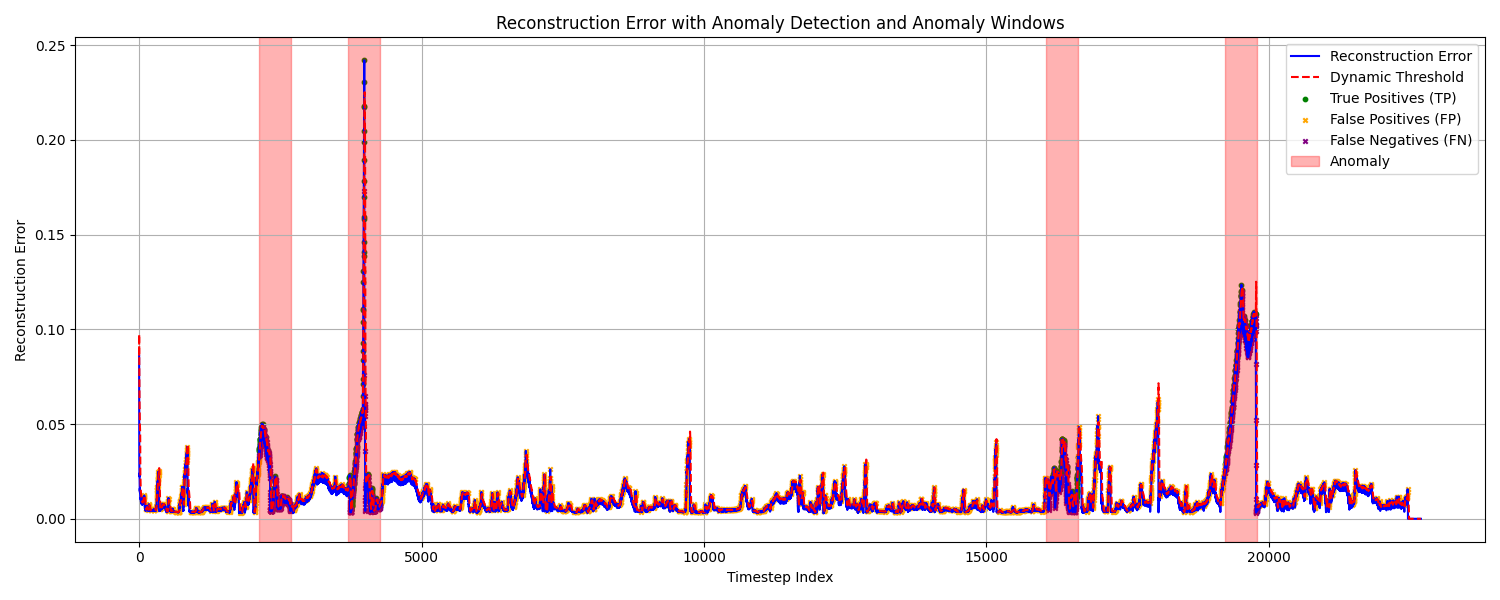 Reconstruction Error with Anomaly Detection and Anomaly Windows
0.25
0.20
0.15
0.10
0.05
0.00
Reconstruction Error
Reconstruction Error
Dynamic Threshold
True Positives (TP)
False Positives (FP)
False Negatives (FN)
Anomaly
0
5000
10000
15000
20000
Timestep Index